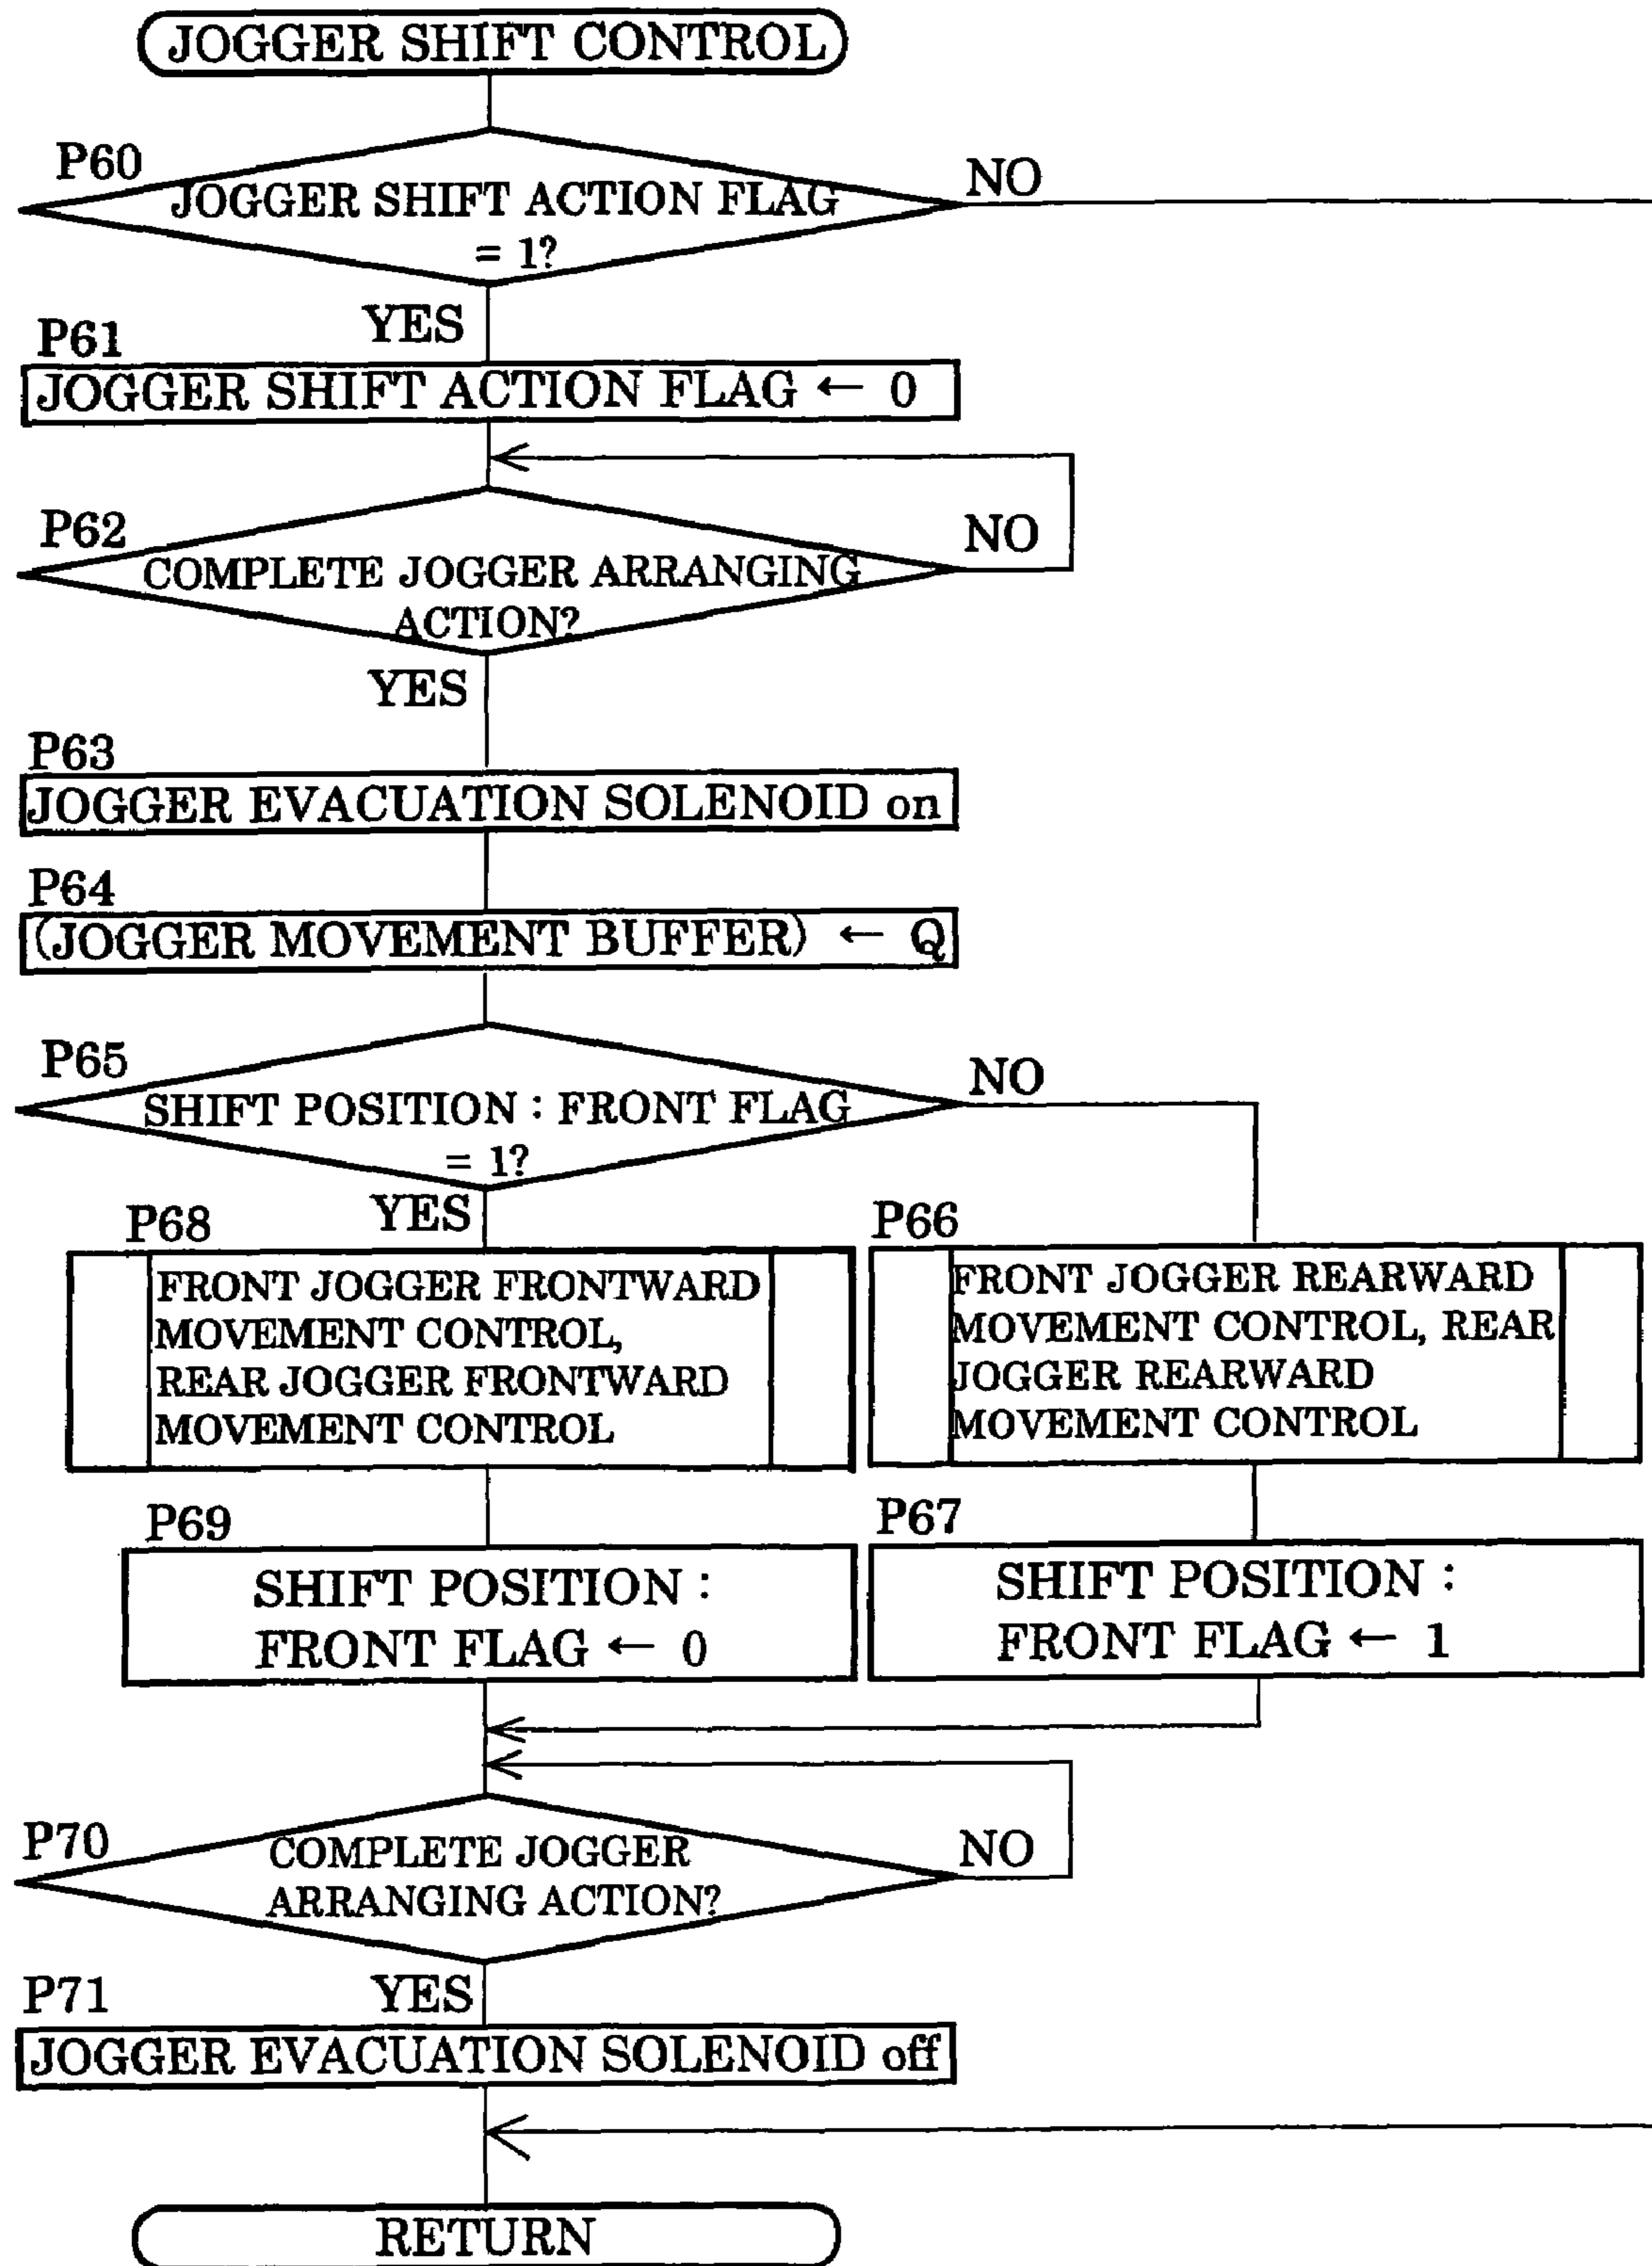 JOGGER SHIFT CONTROL
P60
JOGGER SHIFT ACTION FLAG
= 1?
NO
YES
P61
JOGGER SHIFT ACTION FLAG ← 0
P62
COMPLETE JOGGER ARRANGING
ACTION?
NO
YES
P63
JOGGER EVACUATION SOLENOID on
P64
(JOGGER MOVEMENT BUFFER) ← Q
P65
SHIFT POSITION : FRONT FLAG
= 1?
NO
YES
P68
FRONT JOGGER FRONTWARD
MOVEMENT CONTROL,
REAR JOGGER FRONTWARD
MOVEMENT CONTROL
P66
FRONT JOGGER REARWARD
MOVEMENT CONTROL, REAR
JOGGER REARWARD
MOVEMENT CONTROL
P69
SHIFT POSITION :
FRONT FLAG ← 0
P67
SHIFT POSITION :
FRONT FLAG ← 1
P70
COMPLETE JOGGER
ARRANGING ACTION?
NO
YES
P71
JOGGER EVACUATION SOLENOID off
RETURN